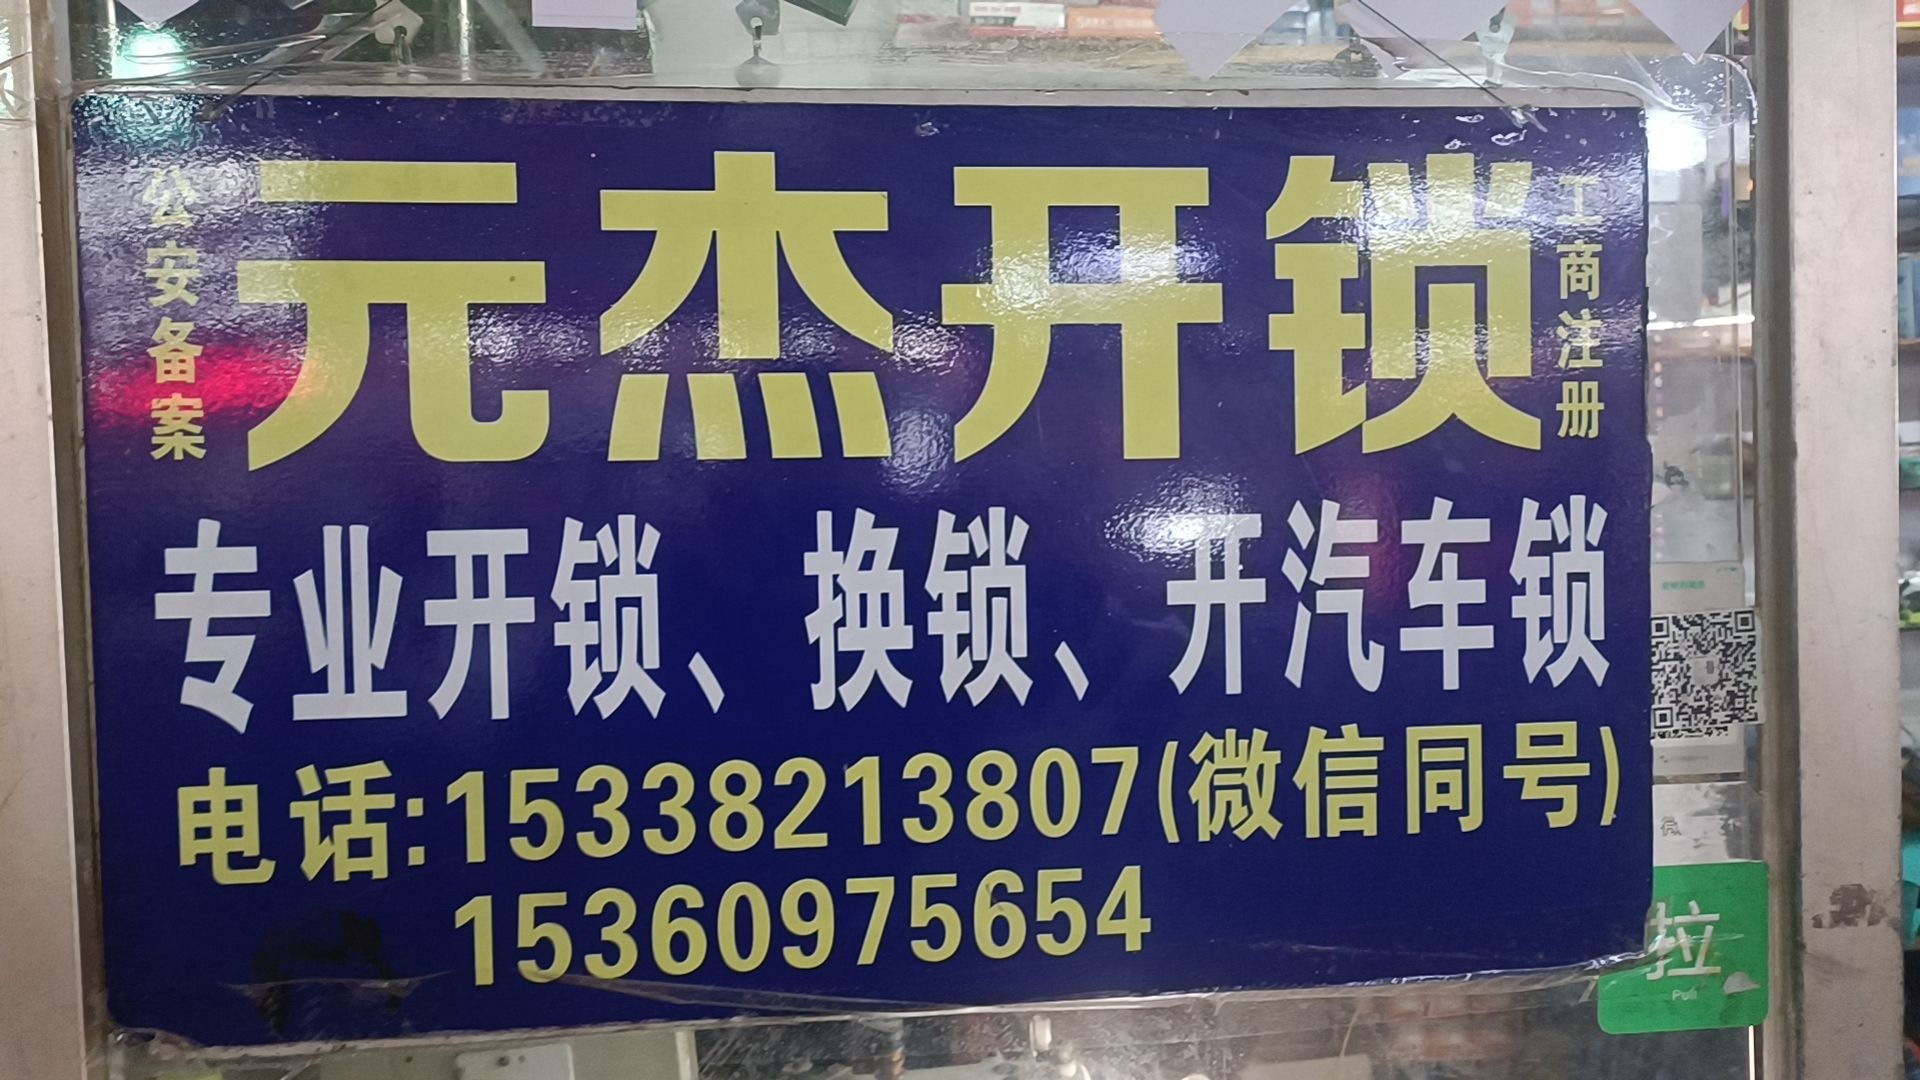 公安备案
元杰开锁
工商注册
专业开锁、换锁、开汽车锁
电话:15338213807(微信同号)
15360975654
拉
Pull